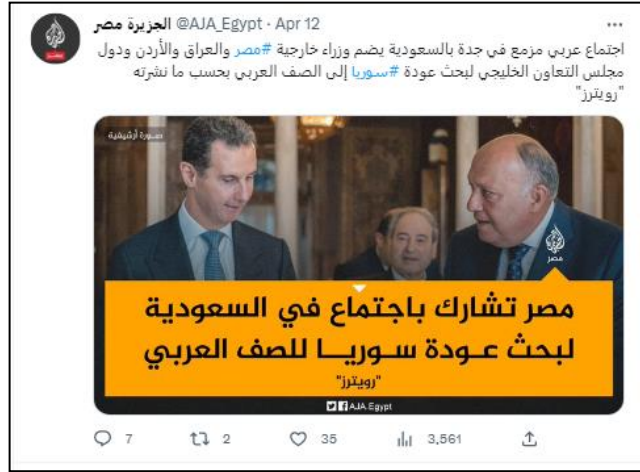 الجزيرة مصر @AJA_Egypt · Apr 12
اجتماع عربي مزمع في جدة بالسعودية يضم وزراء خارجية #مصر والعراق والأردن ودول
مجلس التعاون الخليجي لبحث عودة #سوريا إلى الصف العربي بحسب ما نشرته
"رويترز"
صورة أرشيفية
مصر
مصر تشارك باجتماع في السعودية
لبحث عودة سوريا للصف العربي
"رويترز"
AJA.Egypt
7 2 35 3,561